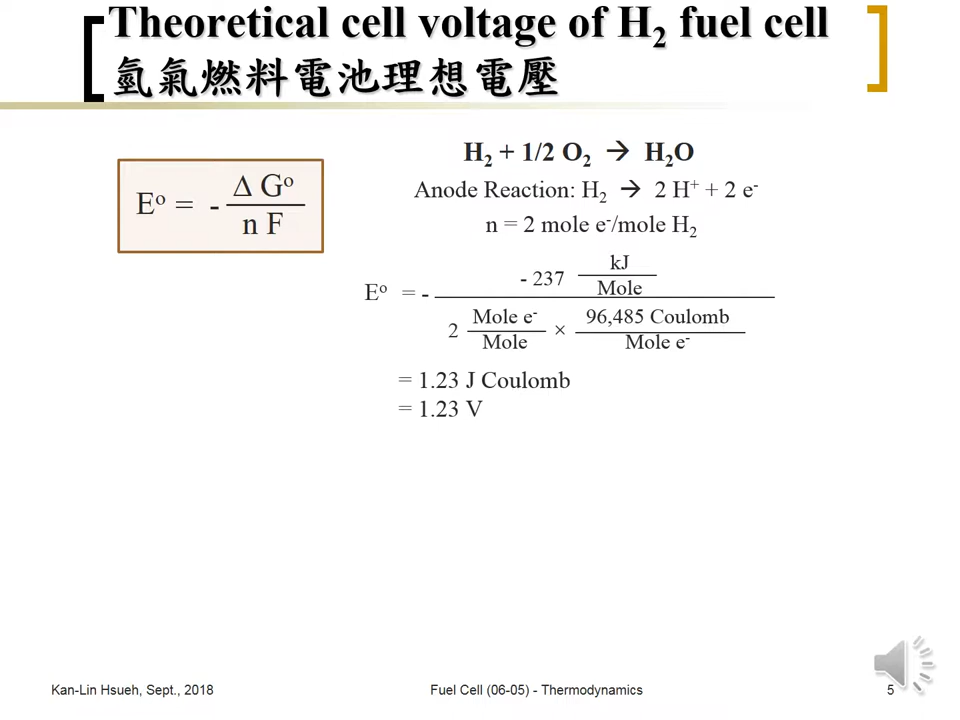 Theoretical cell voltage of H₂ fuel cell
氫氣燃料電池理想電壓
H₂ + 1/2 O₂ → H₂O
Anode Reaction: H₂ → 2 H⁺ + 2 e⁻
n = 2 mole e⁻/mole H₂
Eº = - Δ Gº / n F
Eº = - - 237 kJ / Mole
2 Mole e⁻ / Mole × 96,485 Coulomb / Mole e⁻
= 1.23 J Coulomb
= 1.23 V
Kan-Lin Hsueh, Sept., 2018
Fuel Cell (06-05) - Thermodynamics
5